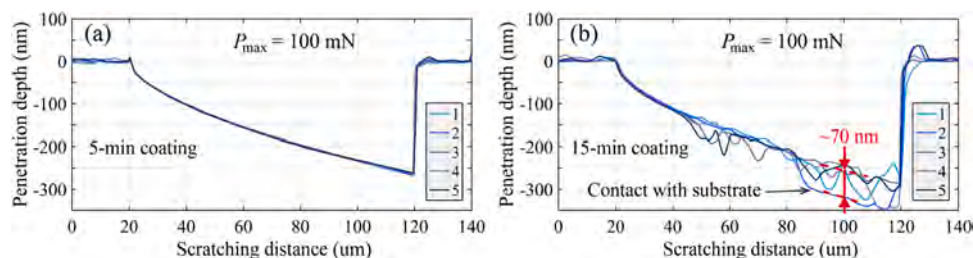 (a)
P_max = 100 mN
Penetration depth (nm)
100
0
-100
-200
-300
5-min coating
1
2
3
4
5
0 20 40 60 80 100 120 140
Scratching distance (um)
(b)
P_max = 100 mN
Penetration depth (nm)
100
0
-100
-200
-300
~70 nm
15-min coating
Contact with substrate
1
2
3
4
5
0 20 40 60 80 100 120 140
Scratching distance (um)